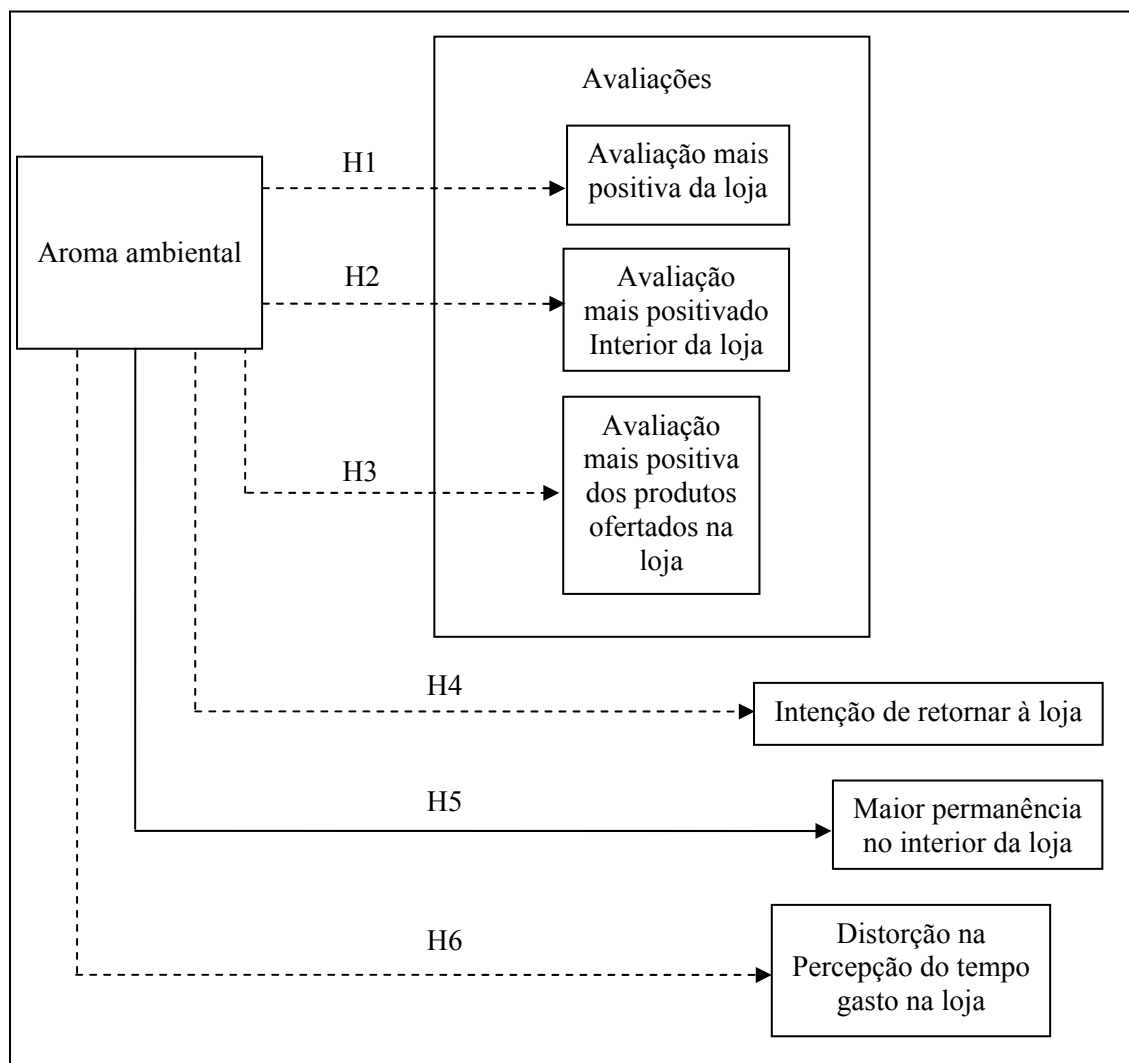 Avaliações
Aroma ambiental
H1
Avaliação mais
positiva da loja
H2
Avaliação
mais positivado
Interior da loja
H3
Avaliação
mais positiva
dos produtos
ofertados na
loja
H4
Intenção de retornar à loja
H5
Maior permanência
no interior da loja
H6
Distorção na
Percepção do tempo
gasto na loja